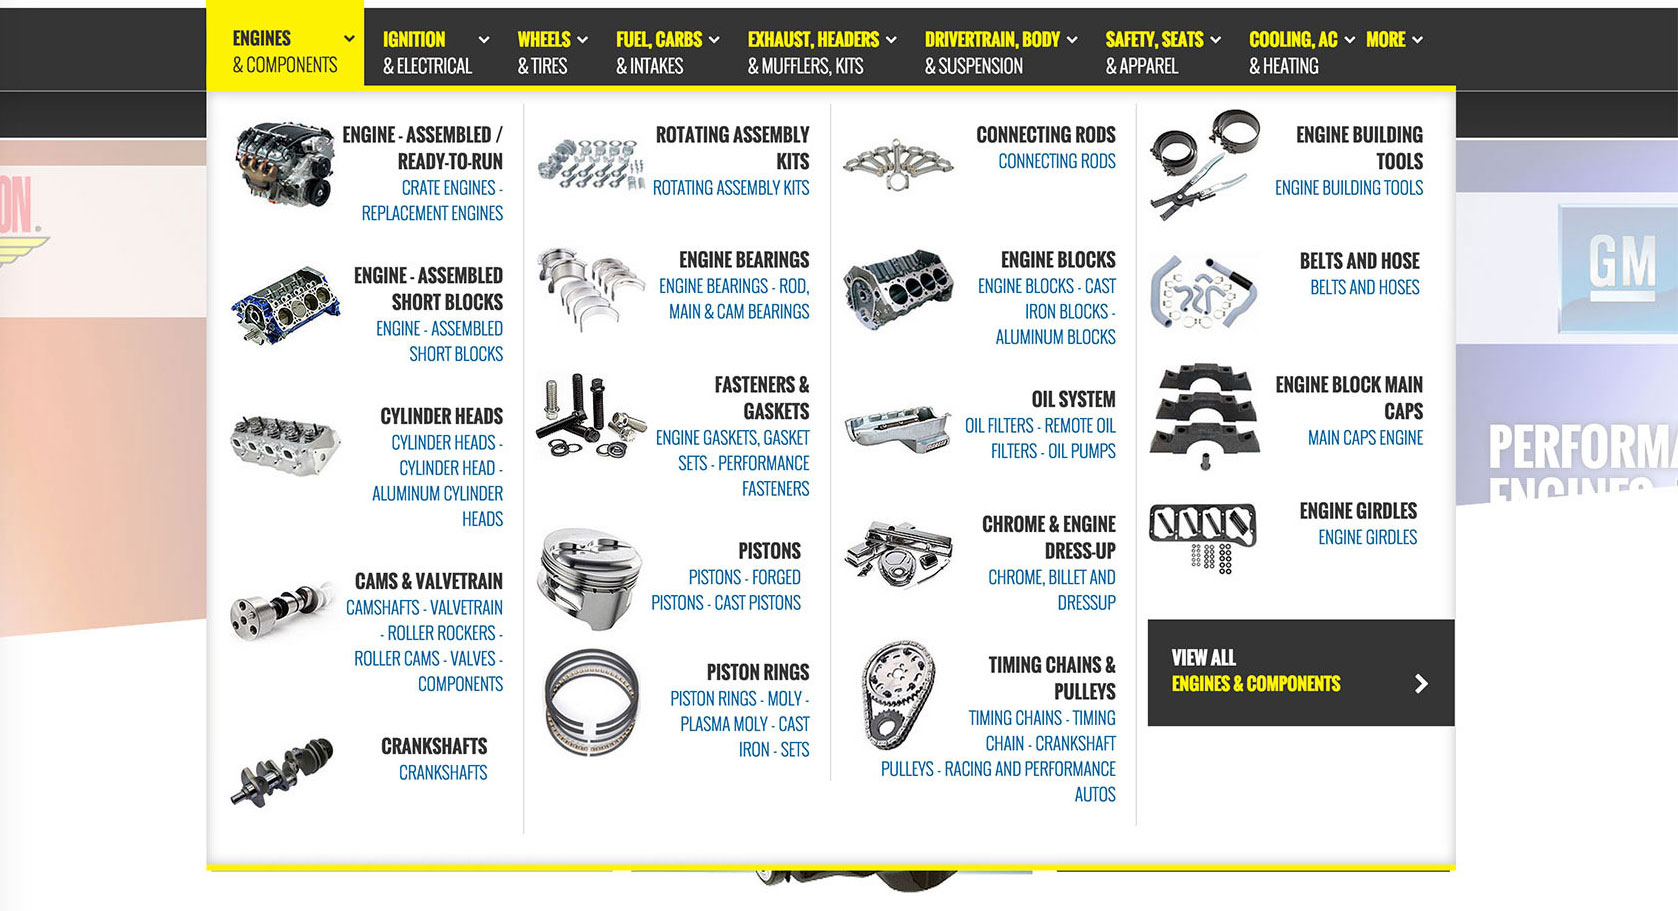 ENGINES
& COMPONENTS
IGNITION
& ELECTRICAL
WHEELS
& TIRES
FUEL, CARBS
& INTAKES
EXHAUST, HEADERS
& MUFFLERS, KITS
DRIVERTRAIN, BODY
& SUSPENSION
SAFETY, SEATS
& APPAREL
COOLING, AC
& HEATING
MORE
ENGINE - ASSEMBLED /
READY-TO-RUN
CRATE ENGINES -
REPLACEMENT ENGINES
ENGINE - ASSEMBLED
SHORT BLOCKS
ENGINE - ASSEMBLED
SHORT BLOCKS
CYLINDER HEADS
CYLINDER HEADS -
CYLINDER HEAD -
ALUMINUM CYLINDER
HEADS
CAMS & VALVETRAIN
CAMSHAFTS - VALVETRAIN
- ROLLER ROCKERS -
ROLLER CAMS - VALVES -
COMPONENTS
CRANKSHAFTS
CRANKSHAFTS
ROTATING ASSEMBLY
KITS
ROTATING ASSEMBLY KITS
ENGINE BEARINGS
ENGINE BEARINGS - ROD,
MAIN & CAM BEARINGS
FASTENERS &
GASKETS
ENGINE GASKETS, GASKET
SETS - PERFORMANCE
FASTENERS
PISTONS
PISTONS - FORGED
PISTONS - CAST PISTONS
PISTON RINGS
PISTON RINGS - MOLY -
PLASMA MOLY - CAST
IRON - SETS
CONNECTING RODS
CONNECTING RODS
ENGINE BLOCKS
ENGINE BLOCKS - CAST
IRON BLOCKS -
ALUMINUM BLOCKS
OIL SYSTEM
OIL FILTERS - REMOTE OIL
FILTERS - OIL PUMPS
CHROME & ENGINE
DRESS-UP
CHROME, BILLET AND
DRESSUP
TIMING CHAINS &
PULLEYS
TIMING CHAINS - TIMING
CHAIN - CRANKSHAFT
PULLEYS - RACING AND PERFORMANCE
AUTOS
ENGINE BUILDING
TOOLS
ENGINE BUILDING TOOLS
BELTS AND HOSE
BELTS AND HOSES
ENGINE BLOCK MAIN
CAPS
MAIN CAPS ENGINE
ENGINE GIRDLES
ENGINE GIRDLES
VIEW ALL
ENGINES & COMPONENTS
ON.
GM
PERFORMA
ENGINES